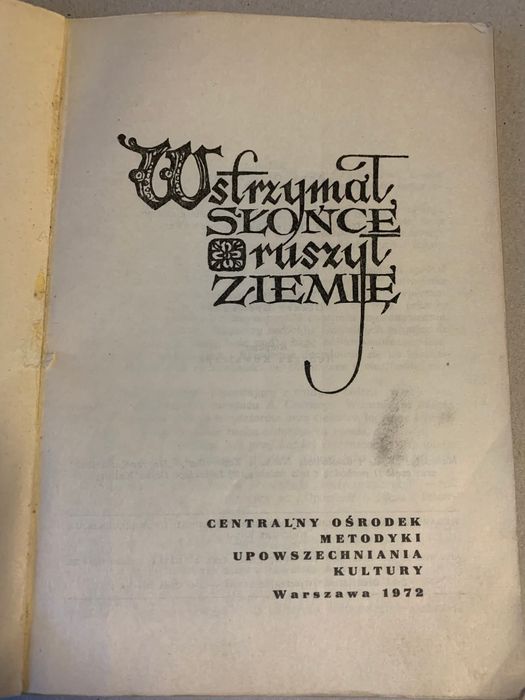 Wstrzymał
SŁOŃCE
ruszył
ZIEMIĘ
CENTRALNY OŚRODEK
METODYKI
UPOWSZECHNIANIA
KULTURY
Warszawa 1972